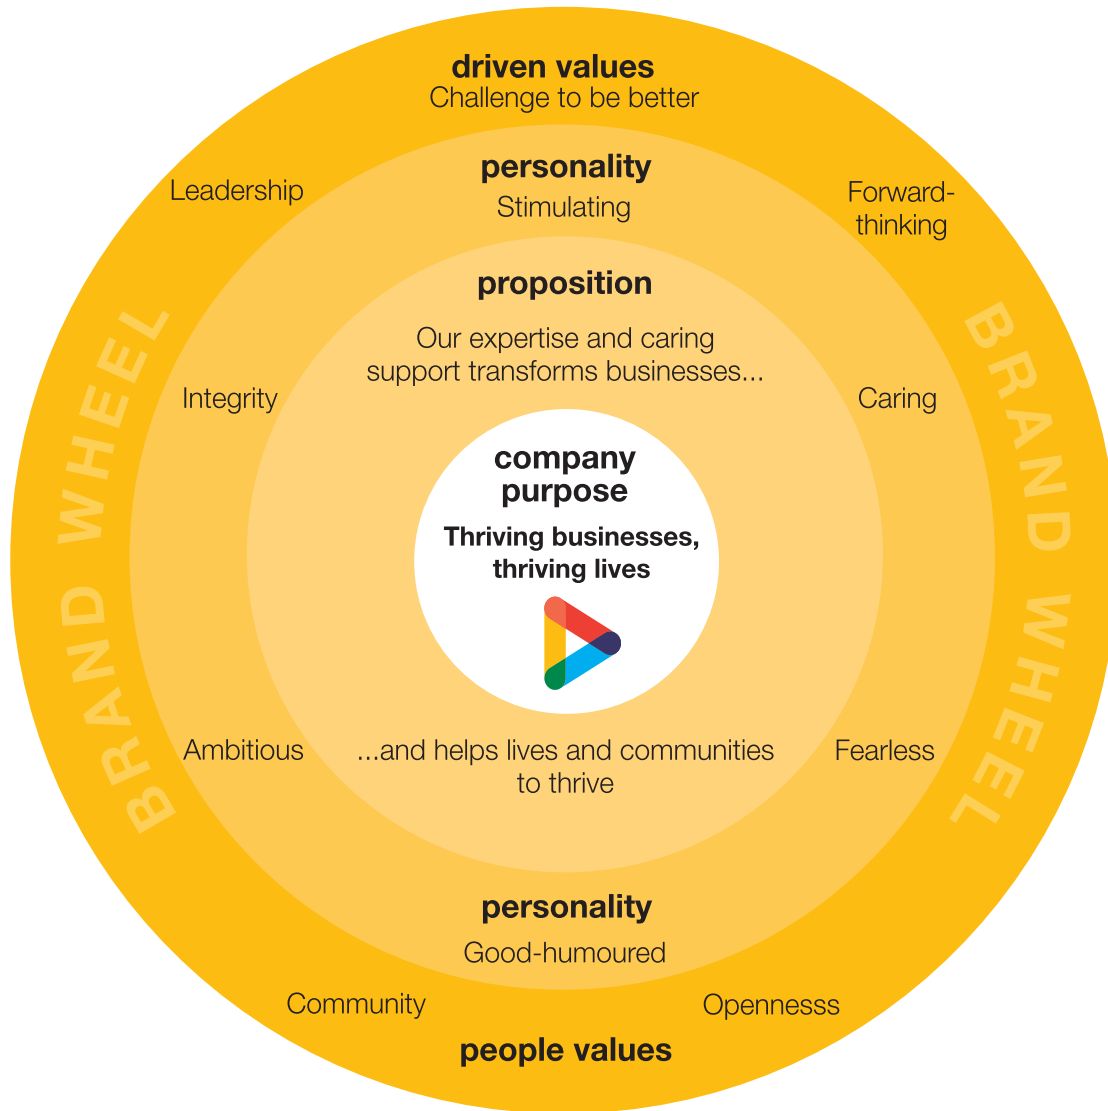 driven values
Challenge to be better
Leadership
Forward-
thinking
personality
Stimulating
proposition
Our expertise and caring
support transforms businesses...
Integrity
Caring
BRAND WHEEL
BRAND WHEEL
company
purpose
Thriving businesses,
thriving lives
Ambitious
...and helps lives and communities
to thrive
Fearless
personality
Good-humoured
Community
Opennesss
people values